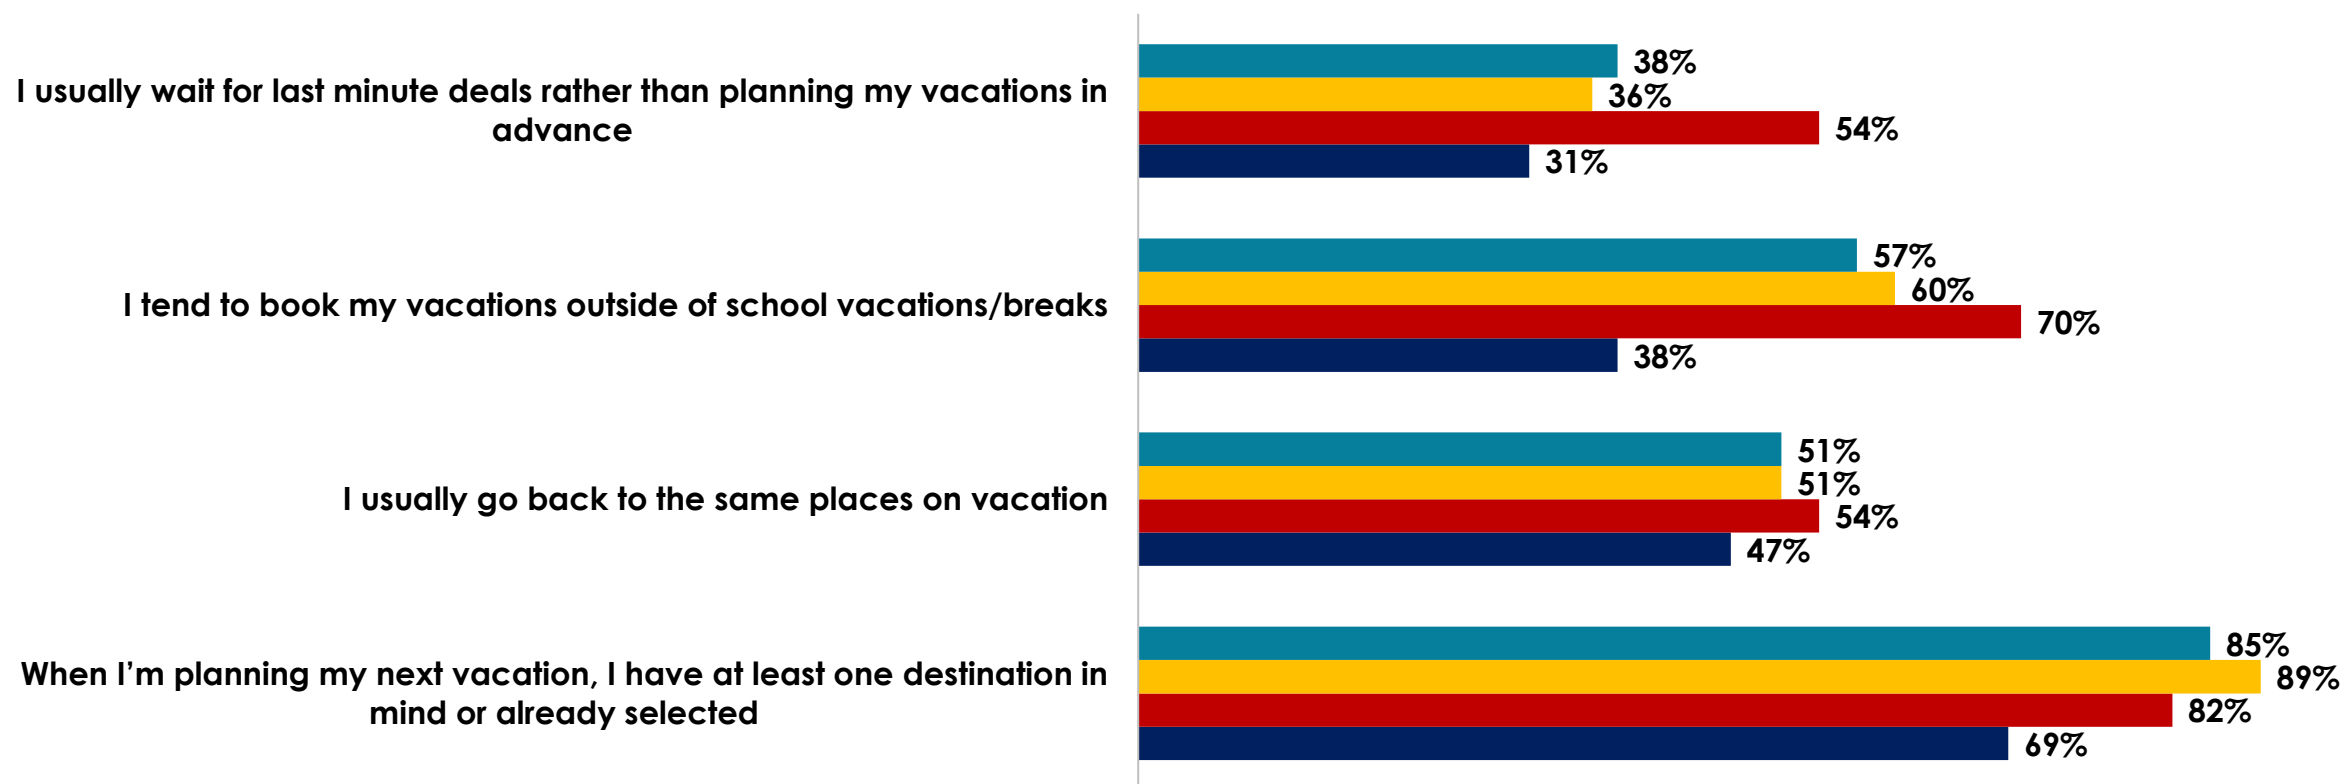 I usually wait for last minute deals rather than planning my vacations in
advance
38%
36%
54%
31%
I tend to book my vacations outside of school vacations/breaks
57%
60%
70%
38%
I usually go back to the same places on vacation
51%
51%
54%
47%
When I’m planning my next vacation, I have at least one destination in
mind or already selected
85%
89%
82%
69%